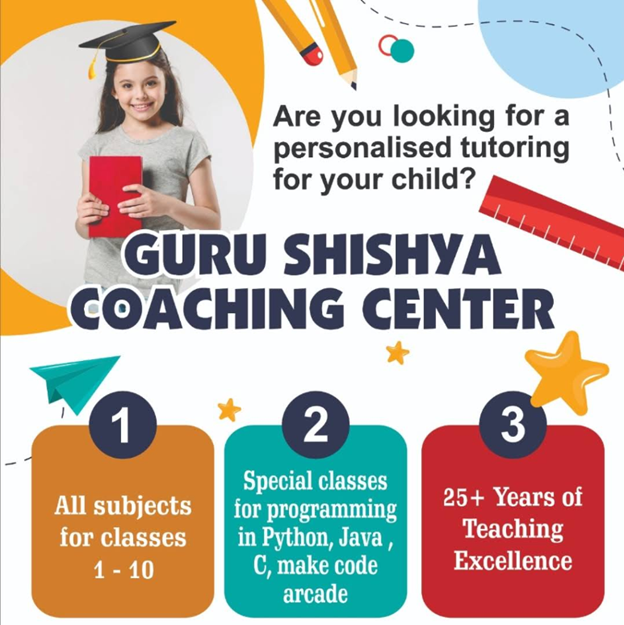 Are you looking for a
personalised tutoring
for your child?
GURU SHISHYA
COACHING CENTER
1
All subjects
for classes
1 - 10
2
Special classes
for programming
in Python, Java ,
C, make code
arcade
3
25+ Years of
Teaching
Excellence